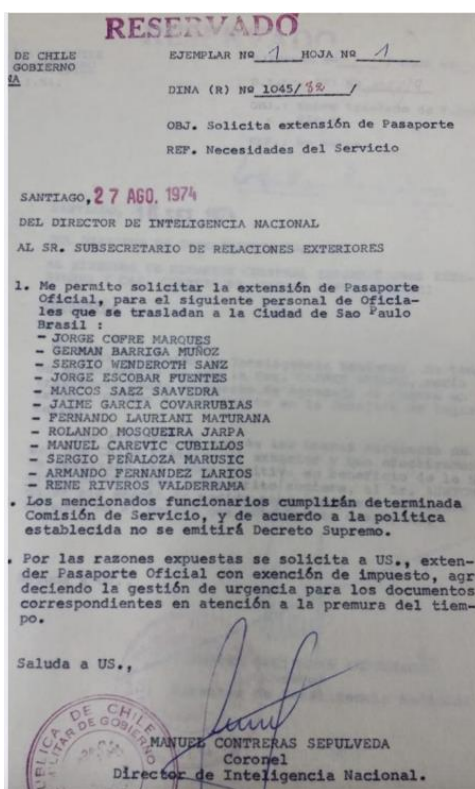 RESERVADO
DE CHILE
GOBIERNO
EJEMPLAR Nº 1 HOJA Nº 1
DINA (R) Nº 1045/ /
OBJ. Solicita extensión de Pasaporte
REF. Necesidades del Servicio
SANTIAGO, 27 AGO. 1974
DEL DIRECTOR DE INTELIGENCIA NACIONAL
AL SR. SUBSECRETARIO DE RELACIONES EXTERIORES
1. Me permito solicitar la extensión de Pasaporte
Oficial, para el siguiente personal de Oficia-
les que se trasladan a la Ciudad de Sao Paulo
Brasil :
- JORGE COFRE MARQUES
- GERMAN BARRIGA MUÑOZ
- SERGIO WENDEROTH SANZ
- JORGE ESCOBAR FUENTES
- MARCOS SAEZ SAAVEDRA
- JAIME GARCIA COVARRUBIAS
- FERNANDO LAURIANI MATURANA
- ROLANDO MOSQUEIRA JARPA
- MANUEL CAREVIC CUBILLOS
- SERGIO PEÑALOZA MARUSIC
- ARMANDO FERNANDEZ LARIOS
- RENE RIVEROS VALDERRAMA
. Los mencionados funcionarios cumplirán determinada
Comisión de Servicio, y de acuerdo a la política
establecida no se emitirá Decreto Supremo.
. Por las razones expuestas se solicita a US., exten-
der Pasaporte Oficial con exención de impuesto, agr
deciendo la gestión de urgencia para los documentos
correspondientes en atención a la premura del tiem-
po.
Saluda a US.,
DE CHIL
MANUEL CONTRERAS SEPULVEDA
Coronel
Director de Inteligencia Nacional.